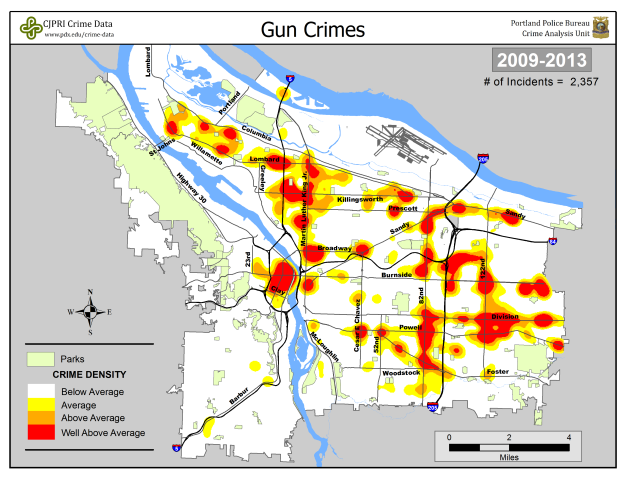 CJPRI Crime Data
www.pdx.edu/crime-data
Gun Crimes
Portland Police Bureau
Crime Analysis Unit
2009-2013
# of Incidents = 2,357
Lombard
5
Portland
Columbia
205
St Johns
Willamette
Lombard
Greeley
Martin Luther King Jr.
Highway 30
Killingsworth
Prescott
Sandy
Sandy
Broadway
84
23rd
Burnside
122nd
Clay
82nd
Cesar E Chavez
Division
Powell
52nd
McLoughlin
Woodstock
Foster
Barbur
205
5
N
W
E
S
Parks
CRIME DENSITY
Below Average
Average
Above Average
Well Above Average
0 2 4
Miles